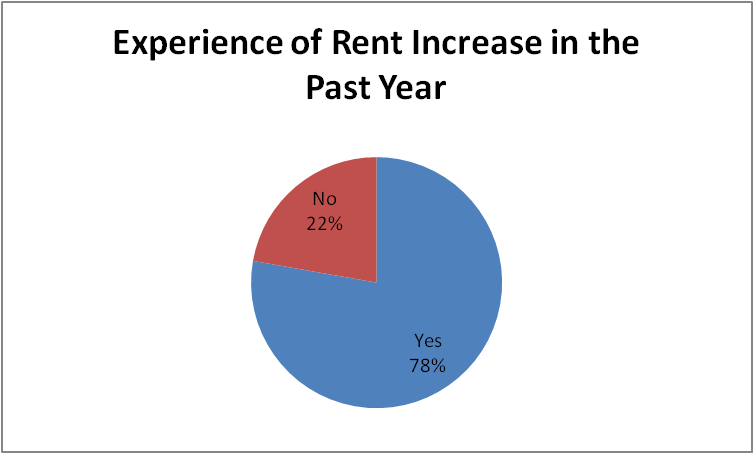 Experience of Rent Increase in the
Past Year
No
22%
Yes
78%